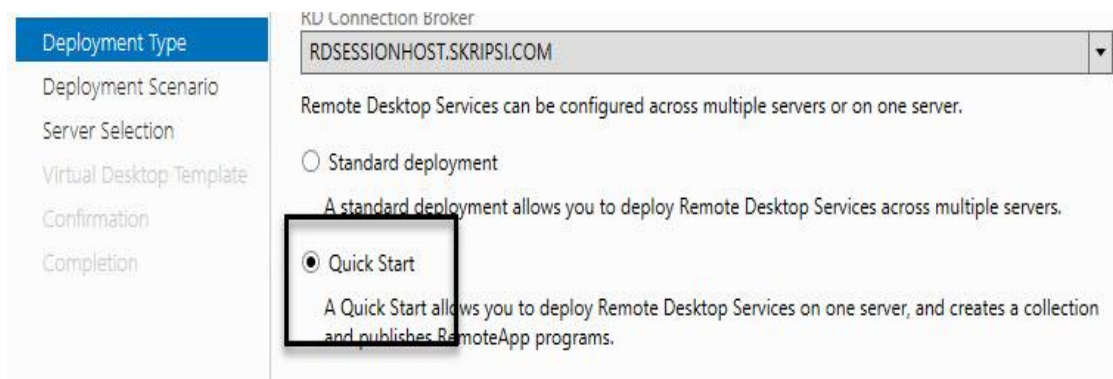 Deployment Type
Deployment Scenario
Server Selection
Virtual Desktop Template
Confirmation
Completion
RD Connection Broker
RDSESSIONHOST.SKRIPSI.COM
Remote Desktop Services can be configured across multiple servers or on one server.
Standard deployment
A standard deployment allows you to deploy Remote Desktop Services across multiple servers.
Quick Start
A Quick Start allows you to deploy Remote Desktop Services on one server, and creates a collection
and publishes RemoteApp programs.